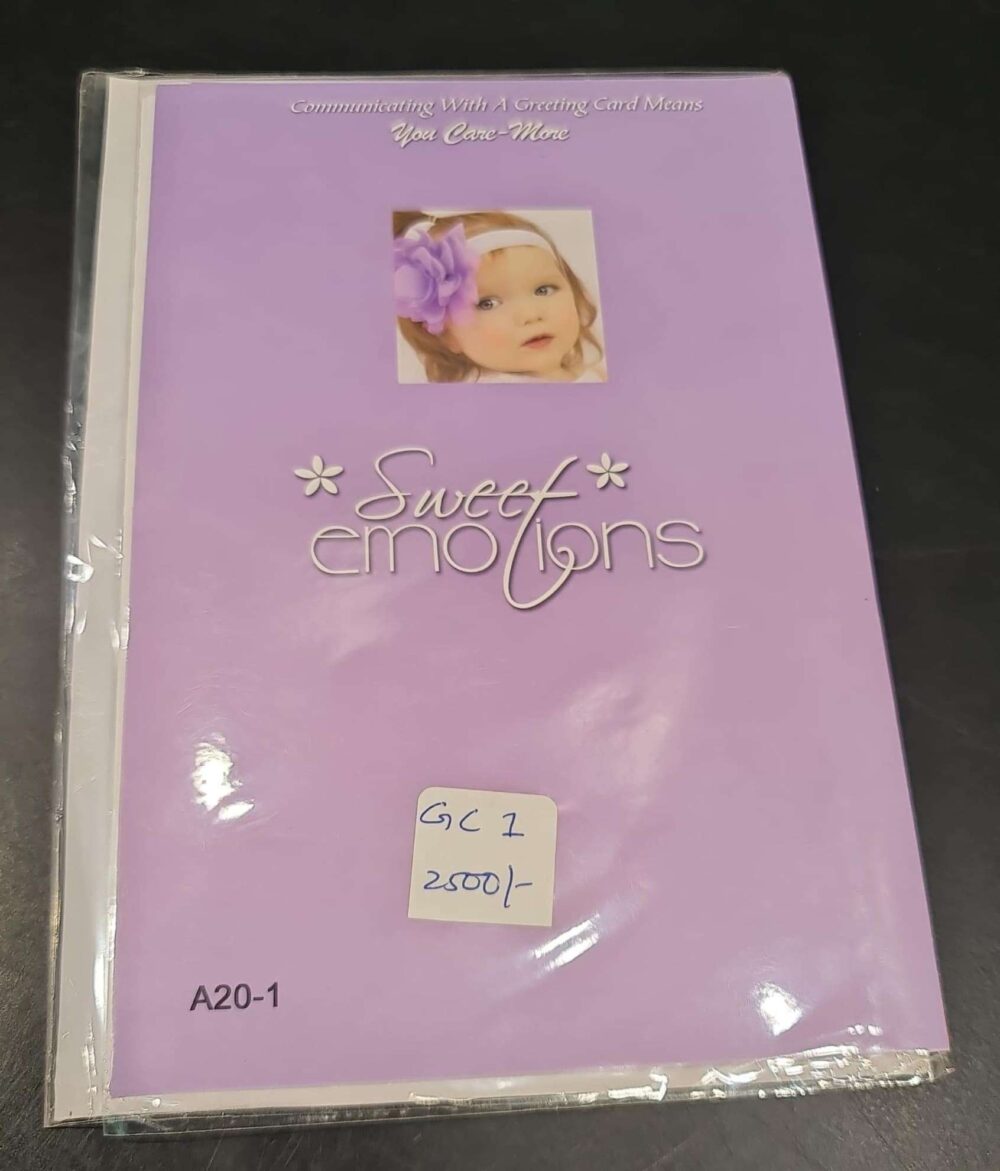 Communicating With A Greeting Card Means
You Care-More
Sweet
emotions
GC 1
2500/-
A20-1